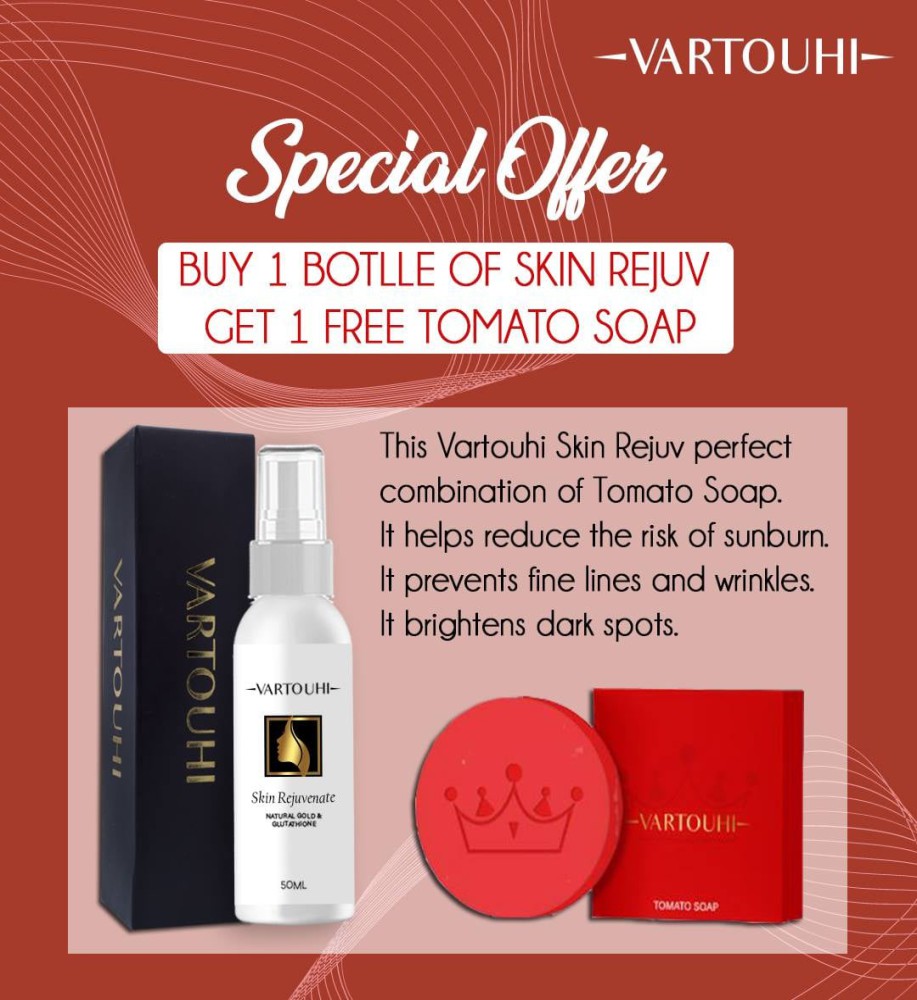 VARTOUHI
Special Offer
BUY 1 BOTLLE OF SKIN REJUV
GET 1 FREE TOMATO SOAP
This Vartouhi Skin Rejuv perfect
combination of Tomato Soap.
It helps reduce the risk of sunburn.
It prevents fine lines and wrinkles.
It brightens dark spots.
VARTOUHI
VARTOUHI
VARTOUHI
Skin Rejuvenate
NATURAL GOLD &
GLUTATHIONE
50ML
VARTOUHI
TOMATO SOAP